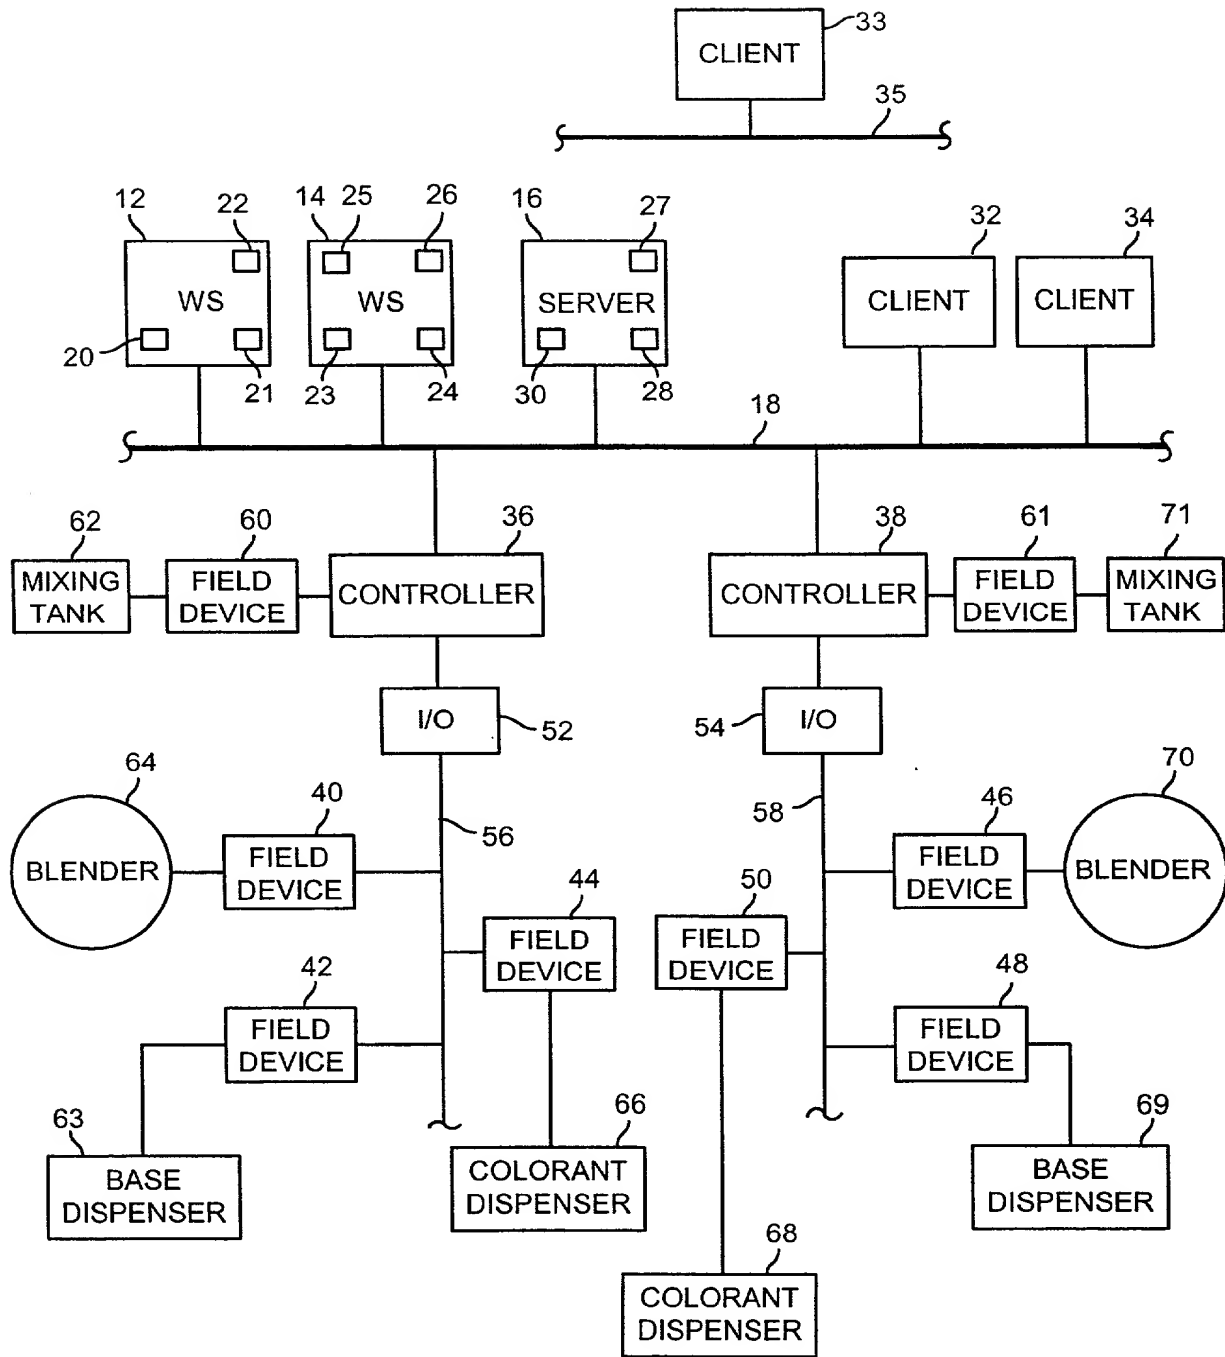 33
CLIENT
35
12
22
14
25
26
16
27
32
34
WS
WS
SERVER
CLIENT
CLIENT
20
21
23
24
30
28
18
62
60
36
38
61
71
MIXING
TANK
FIELD
DEVICE
CONTROLLER
CONTROLLER
FIELD
DEVICE
MIXING
TANK
I/O
52
54
I/O
64
40
56
58
46
70
BLENDER
FIELD
DEVICE
FIELD
DEVICE
BLENDER
44
50
FIELD
DEVICE
FIELD
DEVICE
42
48
FIELD
DEVICE
FIELD
DEVICE
63
66
69
BASE
DISPENSER
COLORANT
DISPENSER
BASE
DISPENSER
68
COLORANT
DISPENSER